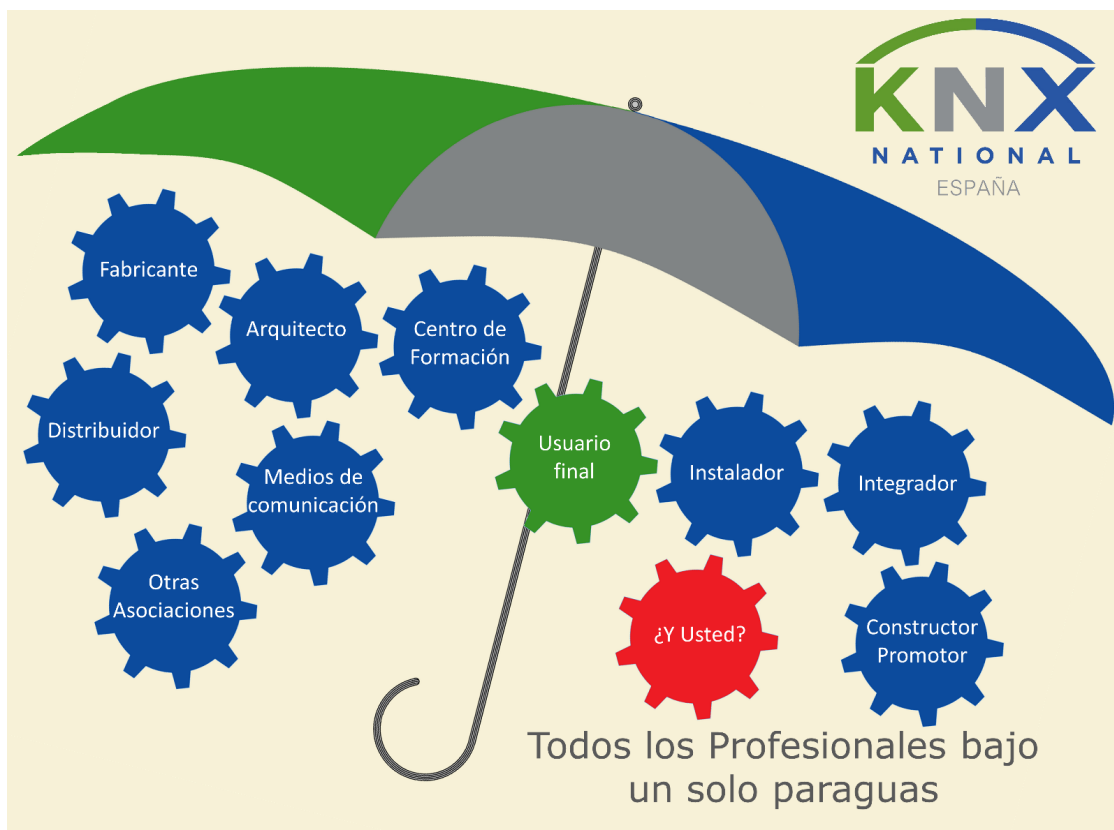 KNX
NATIONAL
ESPAÑA
Fabricante
Arquitecto
Centro de
Formación
Distribuidor
Medios de
comunicación
Usuario
final
Instalador
Integrador
Otras
Asociaciones
¿Y Usted?
Constructor
Promotor
Todos los Profesionales bajo
un solo paraguas